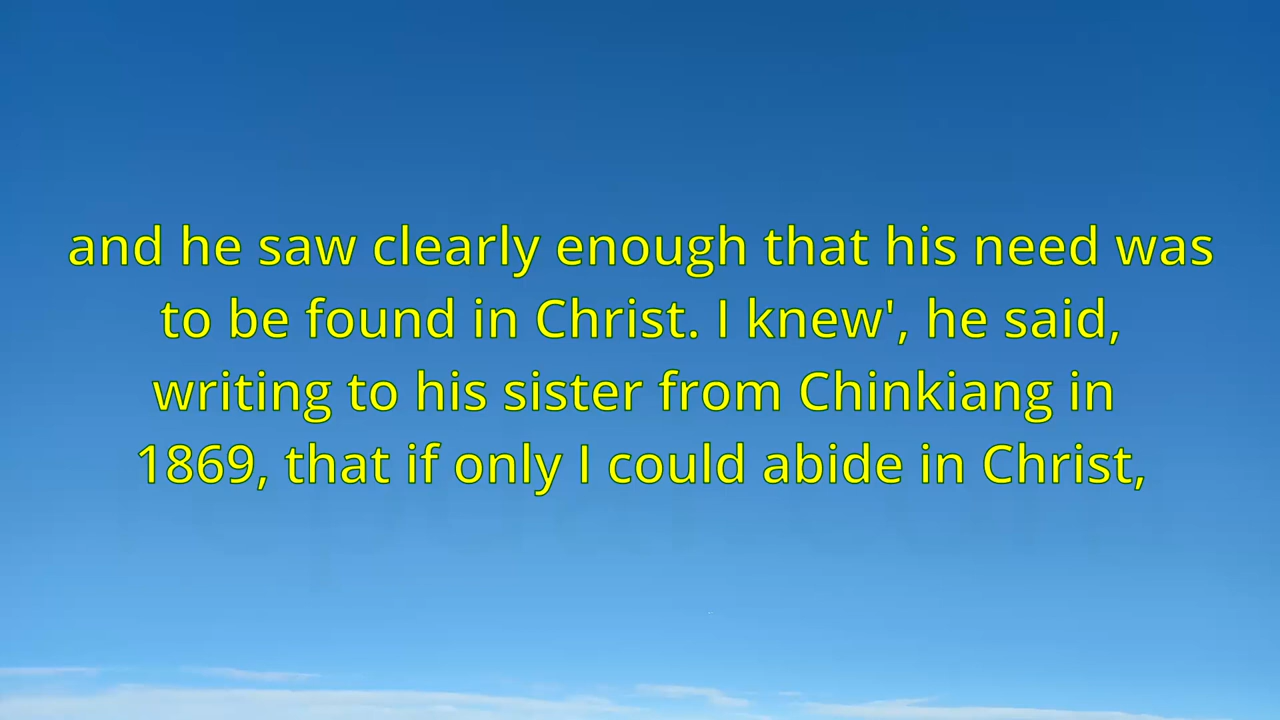 and he saw clearly enough that his need was
to be found in Christ. I knew', he said,
writing to his sister from Chinkiang in
1869, that if only I could abide in Christ,